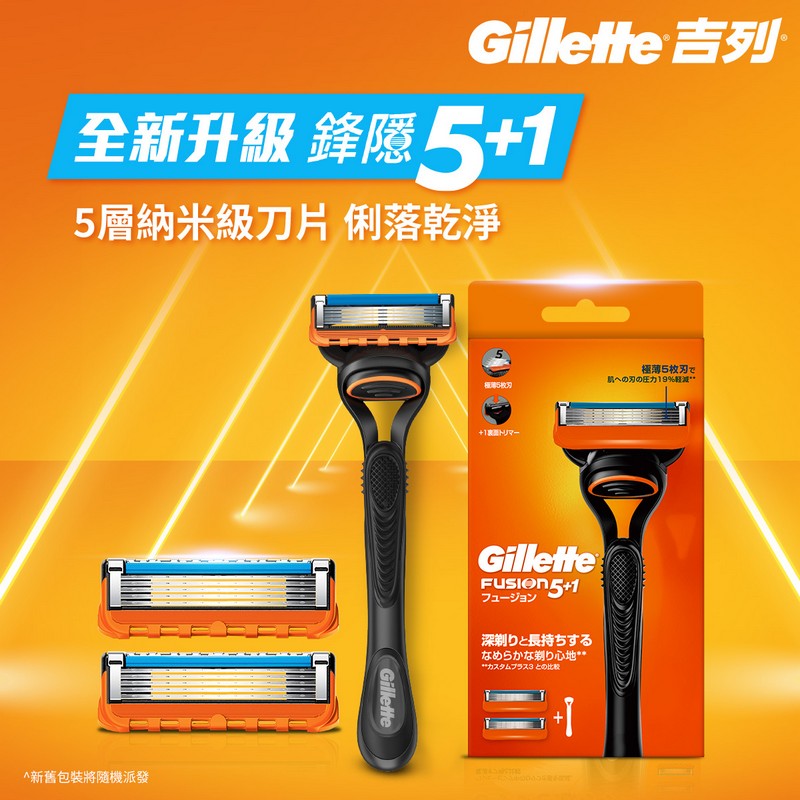 Gillette® 吉列®
全新升級 鋒隱5+1
5層納米級刀片 俐落乾淨
5
極薄5枚刃
+1背面トリマー
極薄5枚刃で
肌への刃の圧力19%軽減**
Gillette
FUSION5+1
フュージョン
深剃りと長持ちする
なめらかな剃り心地**
**カスタムプラス3 との比較
+
Gillette
^新舊包裝將隨機派發